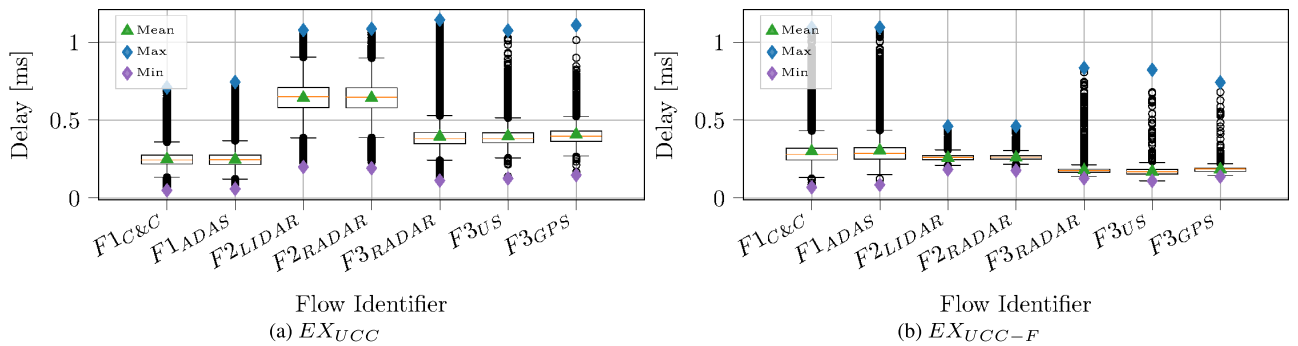 Delay [ms]
1
0.5
0
Mean
Max
Min
F1C&C
F1ADAS
F2LIDAR
F2RADAR
F3RADAR
F3US
F3GPS
Flow Identifier
(a) EXUCC
Delay [ms]
1
0.5
0
Mean
Max
Min
F1C&C
F1ADAS
F2LIDAR
F2RADAR
F3RADAR
F3US
F3GPS
Flow Identifier
(b) EXUCC−F